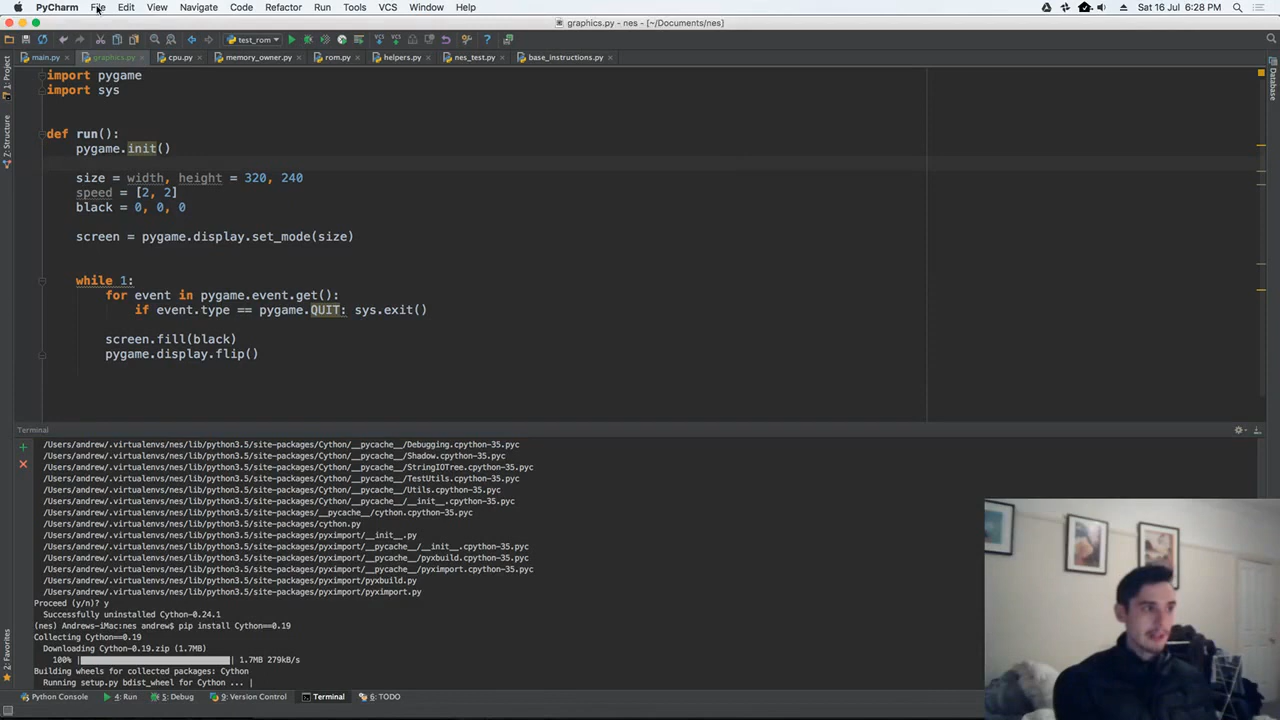 PyCharm File Edit View Navigate Code Refactor Run Tools VCS Window Help Sat 16 Jul 6:28 PM
graphics.py - nes - [~/Documents/nes]
test_rom
main.py graphics.py cpu.py memory_owner.py rom.py helpers.py nes_test.py base_instructions.py
1: Project
Z: Structure
2: Favorites
Database
import pygame
import sys
def run():
pygame.init()
size = width, height = 320, 240
speed = [2, 2]
black = 0, 0, 0
screen = pygame.display.set_mode(size)
while 1:
for event in pygame.event.get():
if event.type == pygame.QUIT: sys.exit()
screen.fill(black)
pygame.display.flip()
Terminal
/Users/andrew/.virtualenvs/nes/lib/python3.5/site-packages/Cython/__pycache__/Debugging.cpython-35.pyc
/Users/andrew/.virtualenvs/nes/lib/python3.5/site-packages/Cython/__pycache__/Shadow.cpython-35.pyc
/Users/andrew/.virtualenvs/nes/lib/python3.5/site-packages/Cython/__pycache__/StringIOTree.cpython-35.pyc
/Users/andrew/.virtualenvs/nes/lib/python3.5/site-packages/Cython/__pycache__/TestUtils.cpython-35.pyc
/Users/andrew/.virtualenvs/nes/lib/python3.5/site-packages/Cython/__pycache__/Utils.cpython-35.pyc
/Users/andrew/.virtualenvs/nes/lib/python3.5/site-packages/Cython/__pycache__/__init__.cpython-35.pyc
/Users/andrew/.virtualenvs/nes/lib/python3.5/site-packages/__pycache__/cython.cpython-35.pyc
/Users/andrew/.virtualenvs/nes/lib/python3.5/site-packages/cython.py
/Users/andrew/.virtualenvs/nes/lib/python3.5/site-packages/pyximport/__init__.py
/Users/andrew/.virtualenvs/nes/lib/python3.5/site-packages/pyximport/__pycache__/__init__.cpython-35.pyc
/Users/andrew/.virtualenvs/nes/lib/python3.5/site-packages/pyximport/__pycache__/pyxbuild.cpython-35.pyc
/Users/andrew/.virtualenvs/nes/lib/python3.5/site-packages/pyximport/__pycache__/pyximport.cpython-35.pyc
/Users/andrew/.virtualenvs/nes/lib/python3.5/site-packages/pyximport/pyxbuild.py
/Users/andrew/.virtualenvs/nes/lib/python3.5/site-packages/pyximport/pyximport.py
Proceed (y/n)? y
Successfully uninstalled Cython-0.24.1
(nes) Andrews-iMac:nes andrew$ pip install Cython==0.19
Collecting Cython==0.19
Downloading Cython-0.19.zip (1.7MB)
100% | | 1.7MB 279kB/s
Building wheels for collected packages: Cython
Running setup.py bdist_wheel for Cython ... |
Python Console 4: Run 5: Debug 9: Version Control Terminal 6: TODO